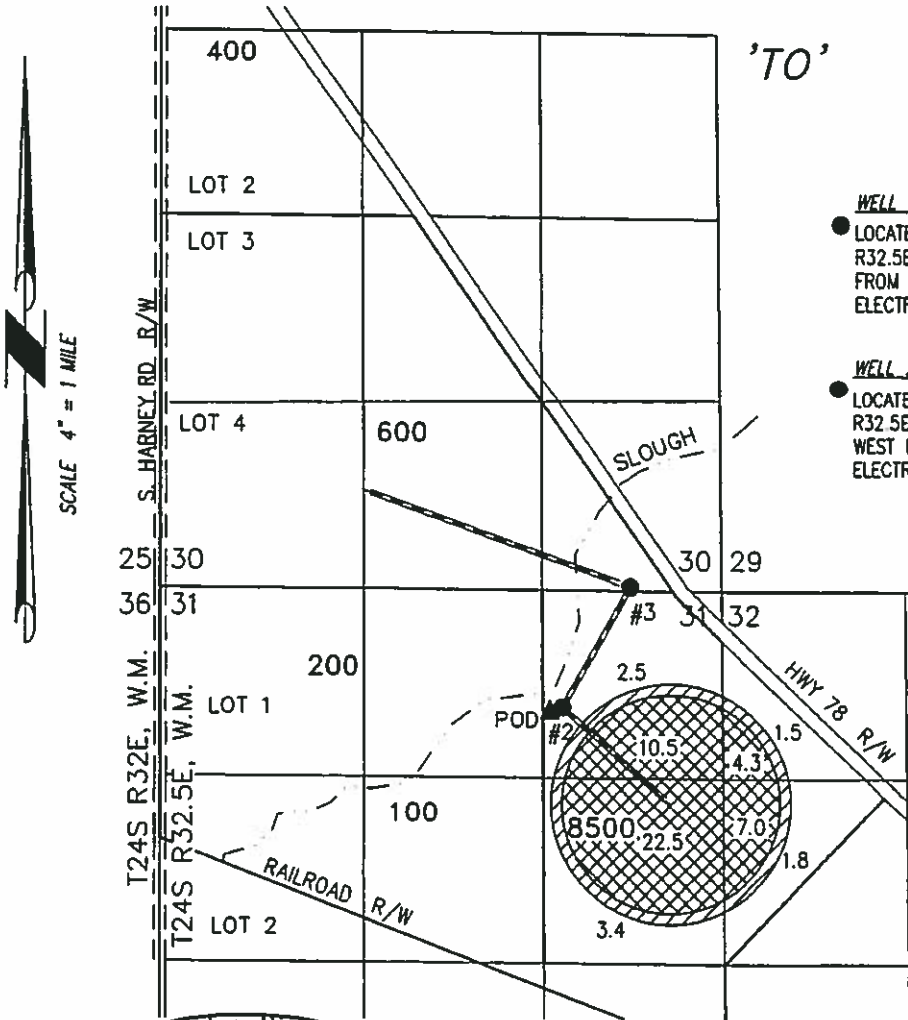 'TO'
400
LOT 2
LOT 3
LOT 4
600
SLOUGH
SCALE 4" = 1 MILE
S. HARNEY RD R/W
WELL
LOCATE
R32.5E
FROM
ELECTR
WELL
LOCATE
R32.5E
WEST
ELECTR
25 30
36 31
30 29
31 32
#3
200
LOT 1
2.5
HWY 78 R/W
POD
#2
10.5
1.5
4.3
100
8500
22.5
7.0
1.8
3.4
T24S R32E, W.M.
T24S R32.5E, W.M.
RAILROAD R/W
LOT 2